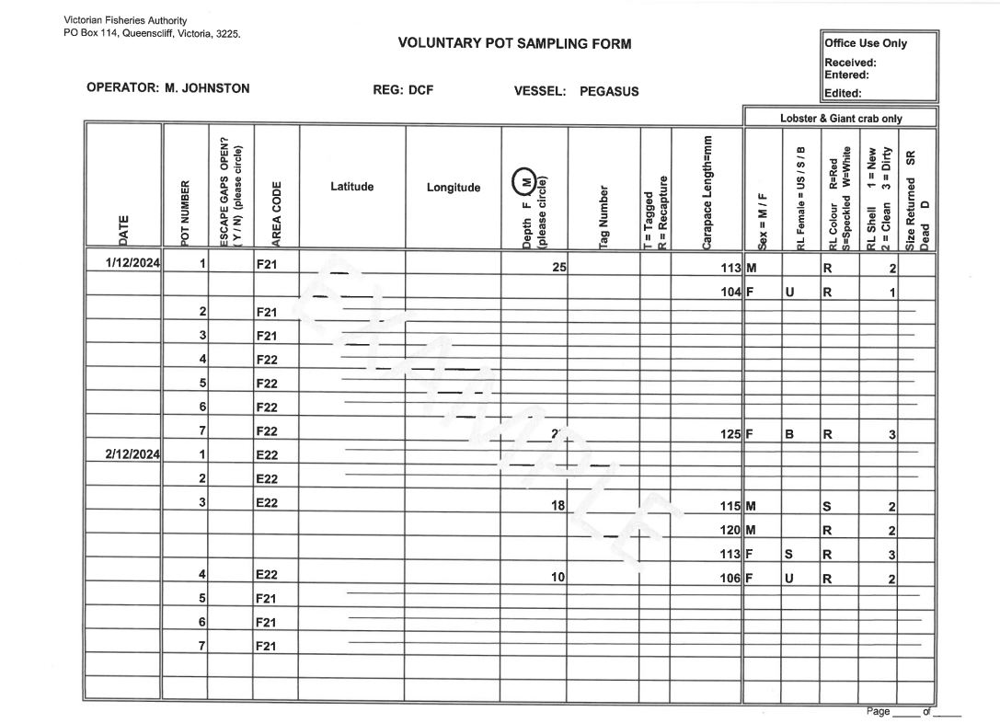 Victorian Fisheries Authority
PO Box 114, Queenscliff, Victoria, 3225.
VOLUNTARY POT SAMPLING FORM
Office Use Only
Received:
Entered:
Edited:
OPERATOR: M. JOHNSTON REG: DCF VESSEL: PEGASUS
Lobster & Giant crab only
DATE
POT NUMBER
ESCAPE GAPS OPEN?
( Y / N) (please circle)
AREA CODE
Latitude
Longitude
Depth F / M
(please circle)
Tag Number
T = Tagged
R = Recapture
Carapace Length=mm
Sex = M / F
RL Female = US / S / B
RL Colour R=Red
S=Speckled W=White
RL Shell 1 = New
2 = Clean 3 = Dirty
Size Returned SR
Dead D
1/12/2024 1 F21 25 113 M R 2
104 F U R 1
2 F21
3 F21
4 F22
5 F22
6 F22
7 F22 125 F B R 3
2/12/2024 1 E22
2 E22
3 E22 18 115 M S 2
120 M R 2
113 F S R 3
4 E22 10 106 F U R 2
5 F21
6 F21
7 F21
EXAMPLE
Page _____ of _____